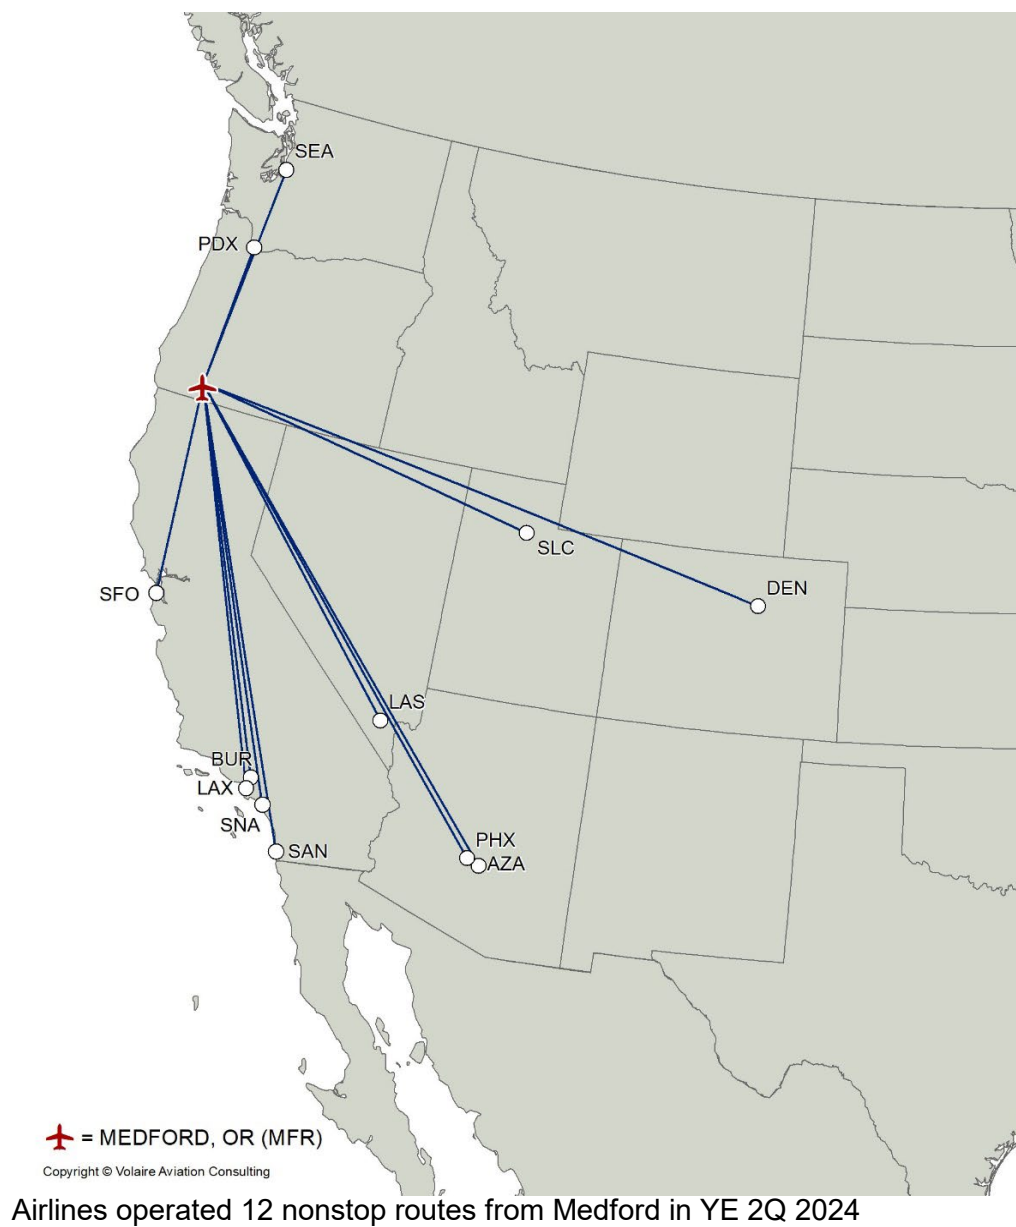 SEA
PDX
SLC
DEN
SFO
LAS
BUR
LAX
SNA
SAN
PHX
AZA
= MEDFORD, OR (MFR)
Copyright © Volaire Aviation Consulting
Airlines operated 12 nonstop routes from Medford in YE 2Q 2024